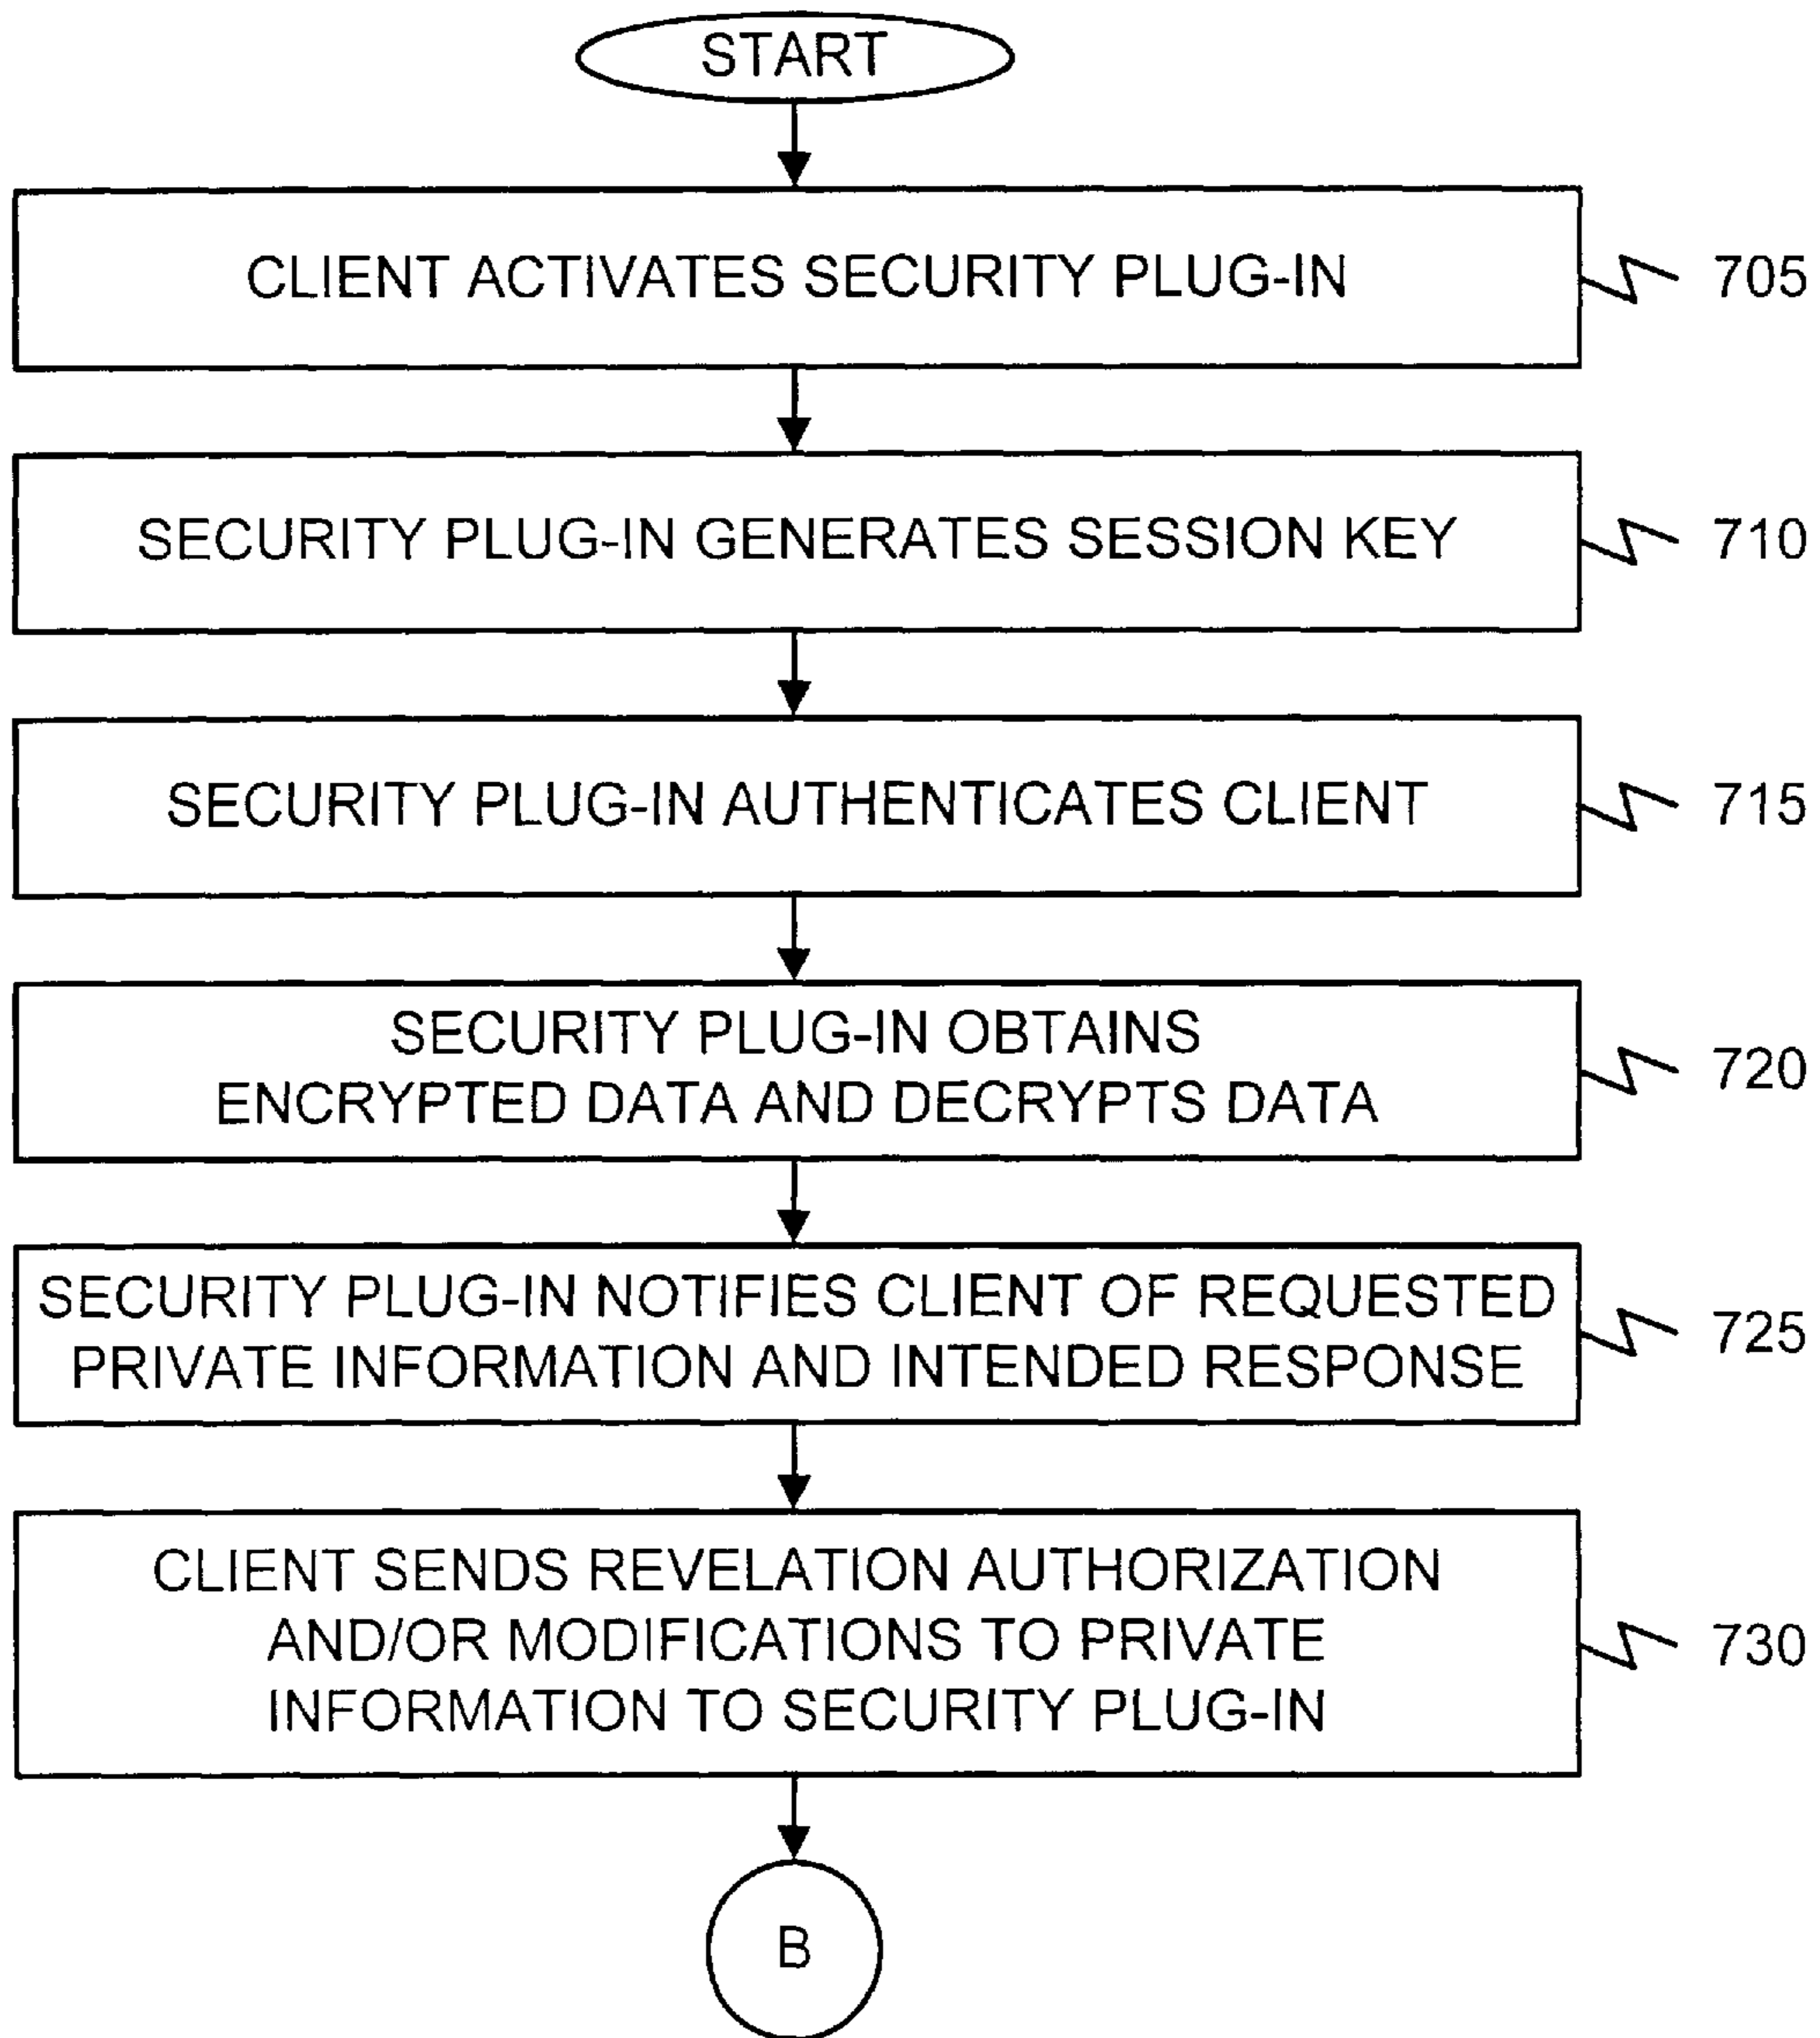 START
CLIENT ACTIVATES SECURITY PLUG-IN
705
SECURITY PLUG-IN GENERATES SESSION KEY
710
SECURITY PLUG-IN AUTHENTICATES CLIENT
715
SECURITY PLUG-IN OBTAINS
ENCRYPTED DATA AND DECRYPTS DATA
720
SECURITY PLUG-IN NOTIFIES CLIENT OF REQUESTED
PRIVATE INFORMATION AND INTENDED RESPONSE
725
CLIENT SENDS REVELATION AUTHORIZATION
AND/OR MODIFICATIONS TO PRIVATE
INFORMATION TO SECURITY PLUG-IN
730
B